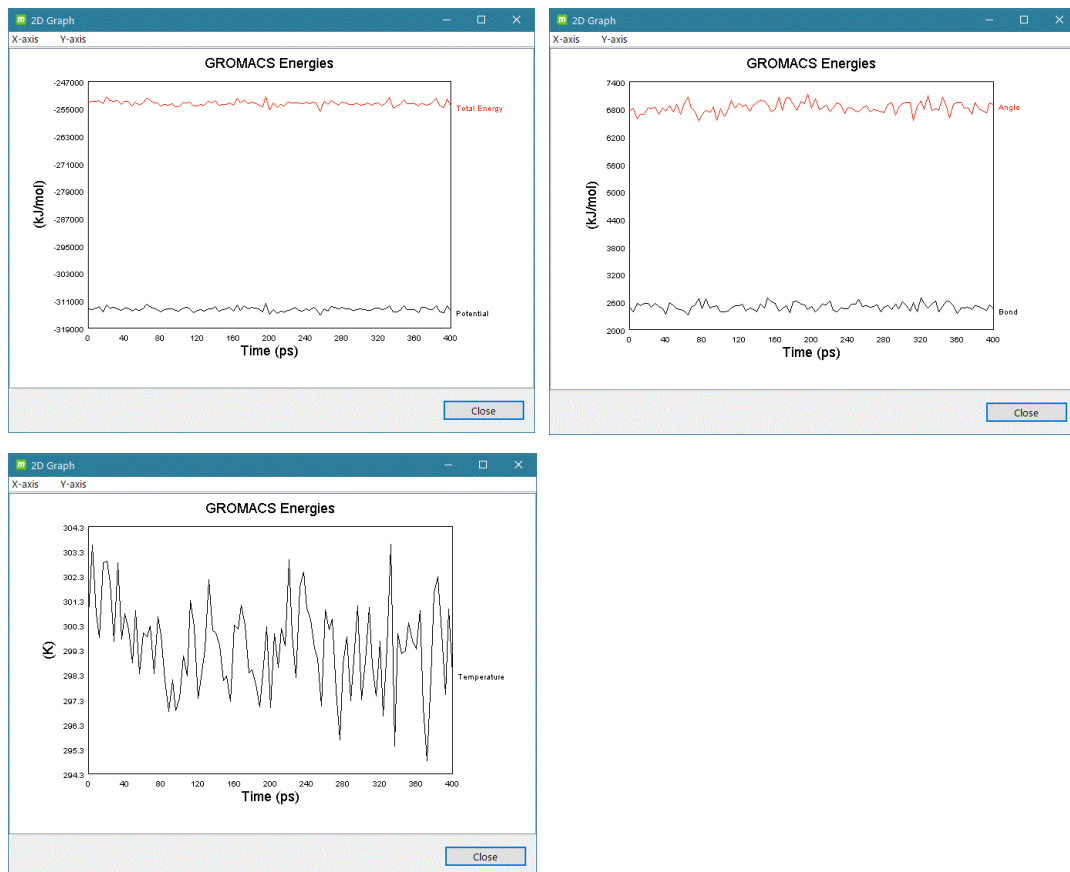 m 2D Graph
X-axis Y-axis
GROMACS Energies
-247000
-255000
-263000
-271000
-279000
-287000
-295000
-303000
-311000
-319000
(kJ/mol)
Total Energy
Potential
0 40 80 120 160 200 240 280 320 360 400
Time (ps)
Close
m 2D Graph
X-axis Y-axis
GROMACS Energies
7400
6800
6200
5600
5000
4400
3800
3200
2600
2000
(kJ/mol)
Angle
Bond
0 40 80 120 160 200 240 280 320 360 400
Time (ps)
Close
m 2D Graph
X-axis Y-axis
GROMACS Energies
304.3
303.3
302.3
301.3
300.3
299.3
298.3
297.3
296.3
295.3
294.3
(K)
Temperature
0 40 80 120 160 200 240 280 320 360 400
Time (ps)
Close